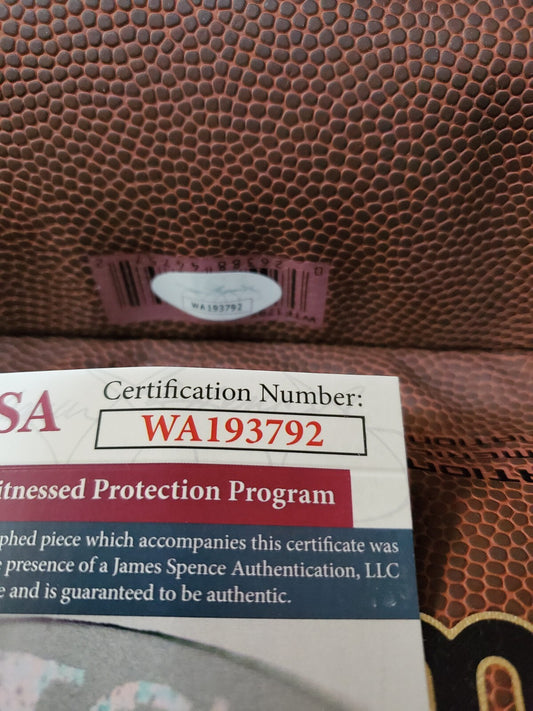 WA193792
SA
Certification Number:
WA193792
itnessed Protection Program
phed piece which accompanies this certificate was
e presence of a James Spence Authentication, LLC
e and is guaranteed to be authentic.